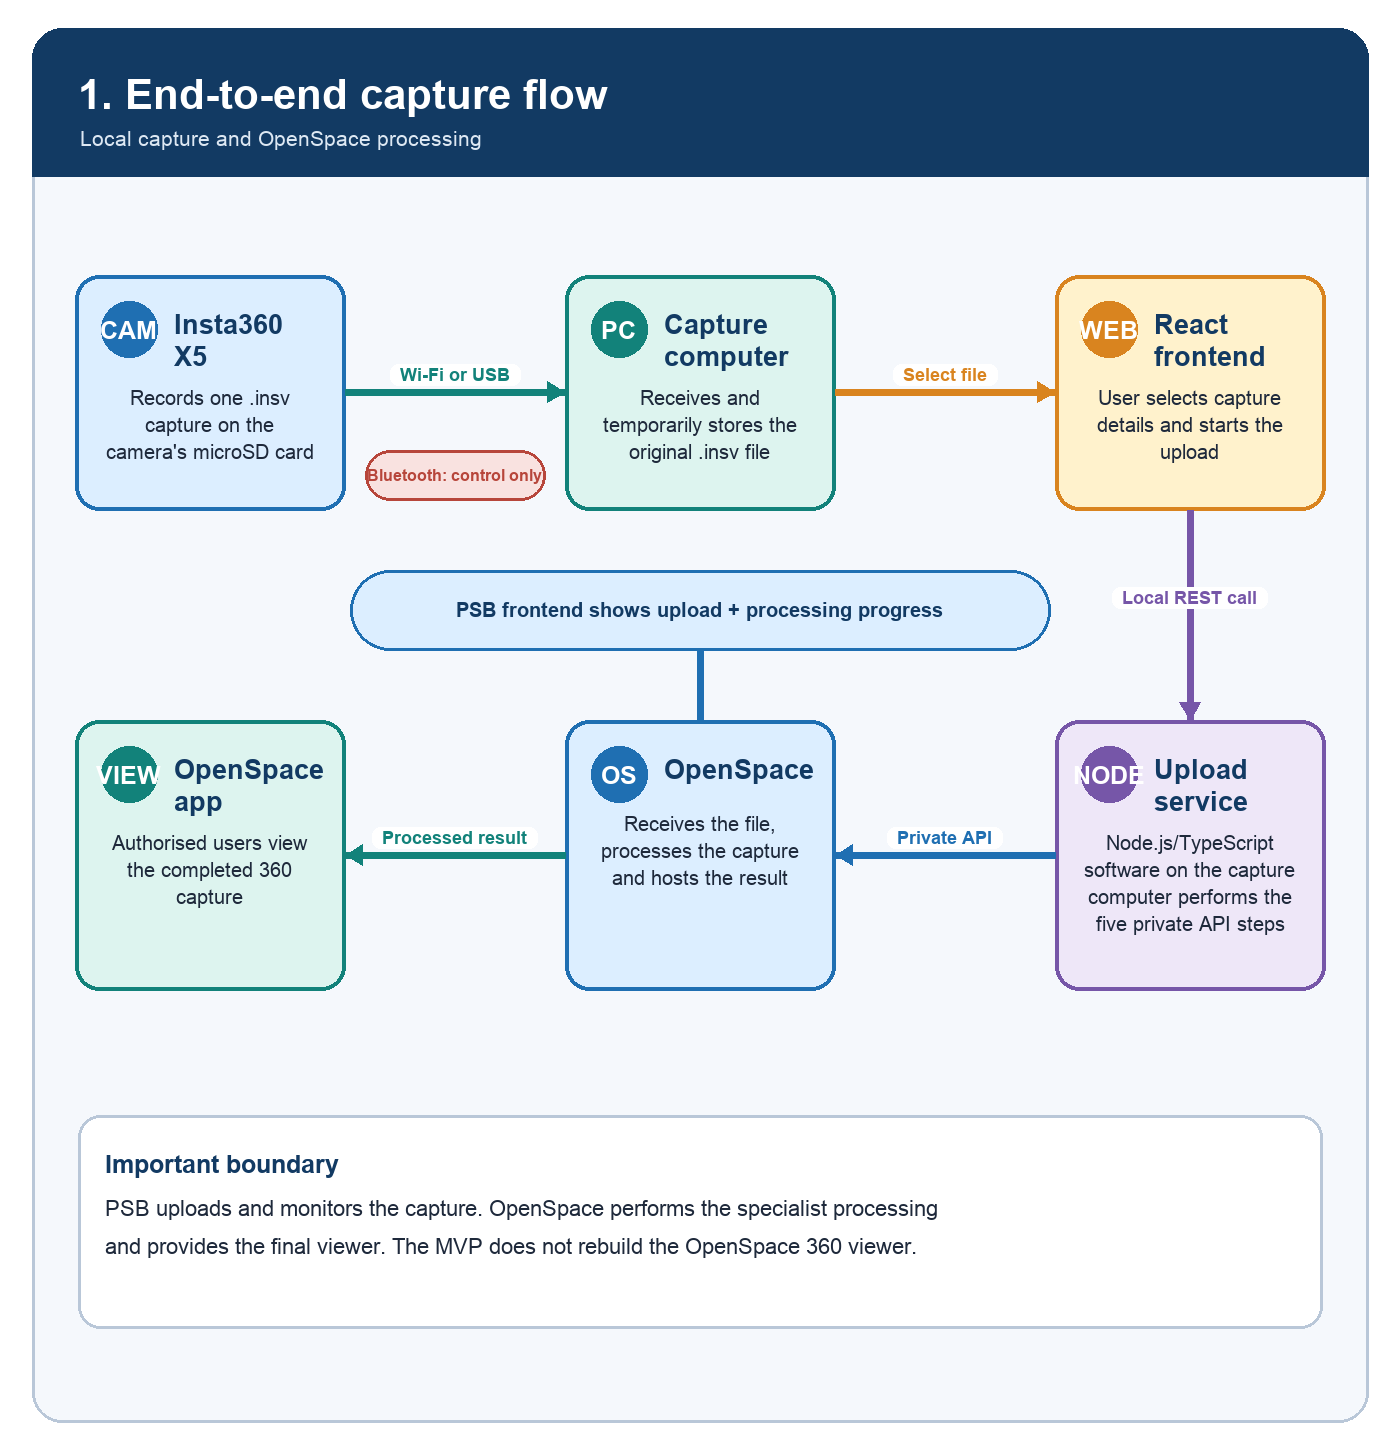 1. End-to-end capture flow
Local capture and OpenSpace processing
CAM
Insta360
X5
Records one .insv
capture on the
camera's microSD card
Wi-Fi or USB
Bluetooth: control only
PC
Capture
computer
Receives and
temporarily stores the
original .insv file
Select file
WEB
React
frontend
User selects capture
details and starts the
upload
PSB frontend shows upload + processing progress
Local REST call
VIEW
OpenSpace
app
Authorised users view
the completed 360
capture
Processed result
OS
OpenSpace
Receives the file,
processes the capture
and hosts the result
Private API
NODE
Upload
service
Node.js/TypeScript
software on the capture
computer performs the
five private API steps
Important boundary
PSB uploads and monitors the capture. OpenSpace performs the specialist processing
and provides the final viewer. The MVP does not rebuild the OpenSpace 360 viewer.